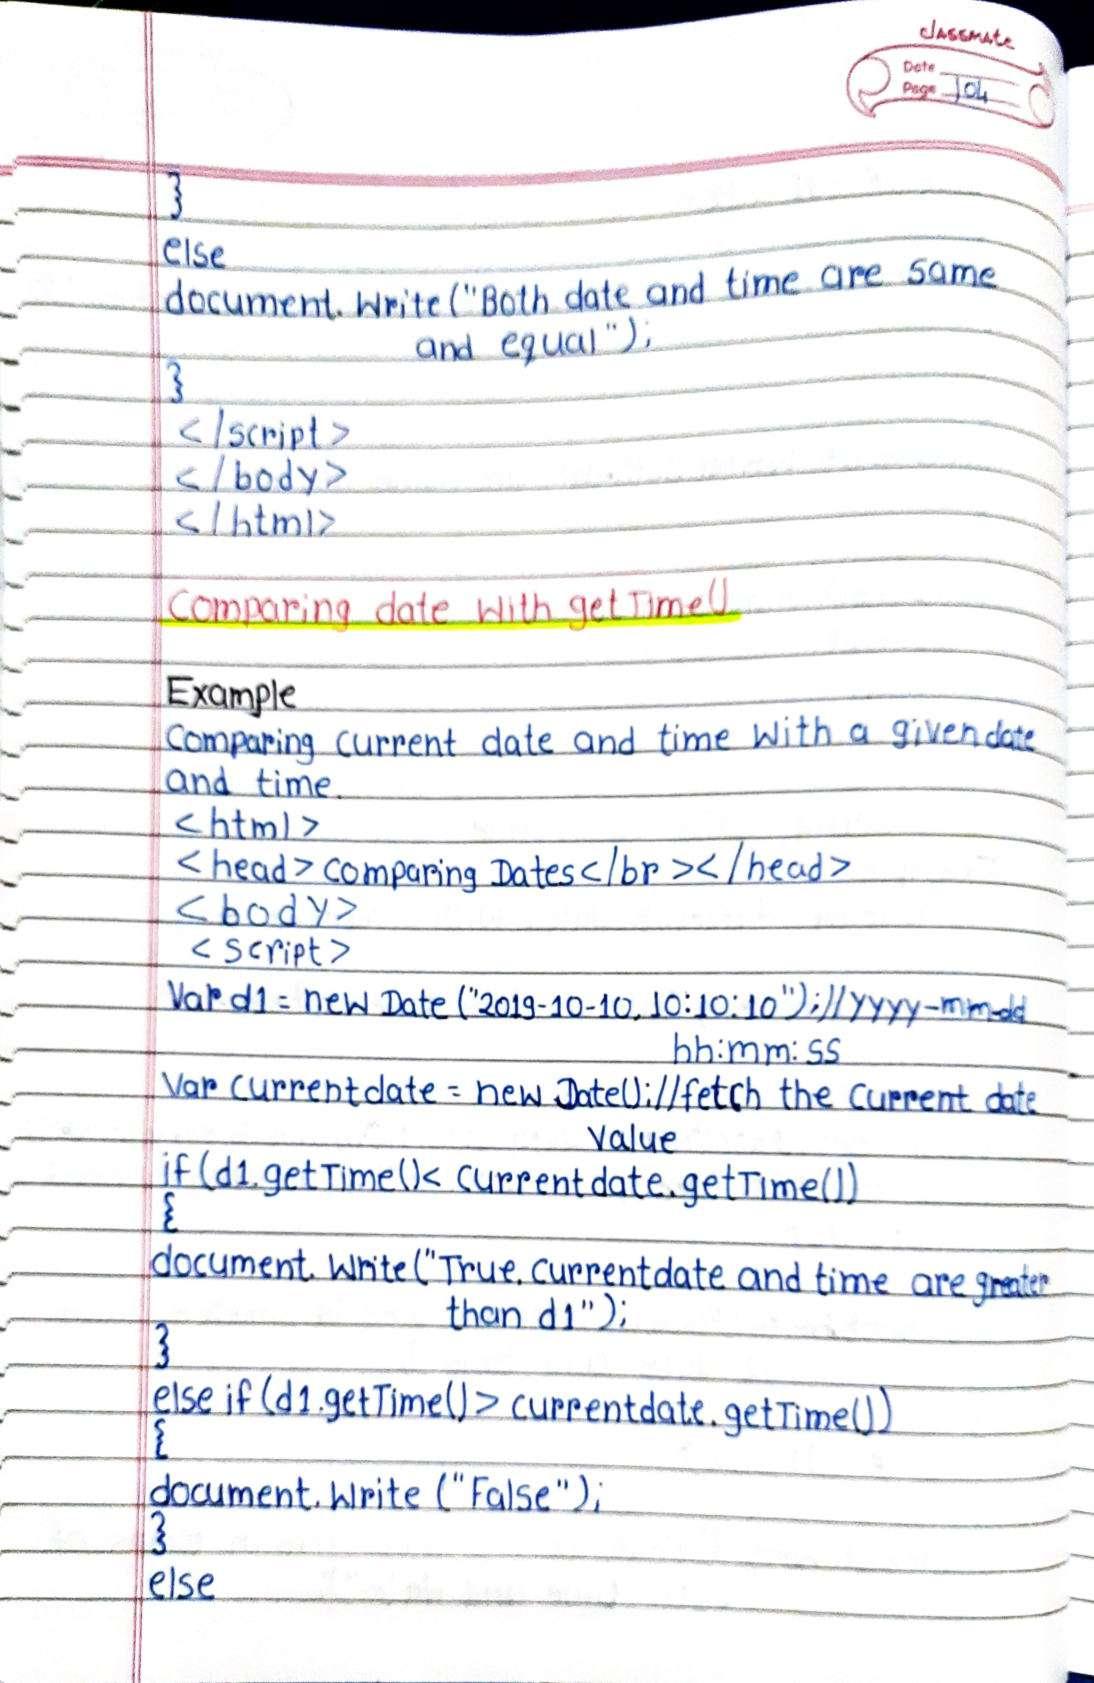 classmate
Date
Page 104
}
else
document.Write("Both date and time are same
and equal");
}
</script>
</body>
</html>
Comparing date With getTime()
Example
Comparing current date and time With a given date
and time.
<html>
<head>Comparing Dates</br></head>
<body>
<script>
Var d1 = new Date("2019-10-10, 10:10:10");//yyyy-mm-dd
hh:mm:ss
Var currentdate = new Date();//fetch the current date
Value
if(d1.getTime()< currentdate.getTime())
{
document.Write("True, currentdate and time are greater
than d1");
}
else if(d1.getTime()> currentdate.getTime())
{
document.Write("False");
}
else